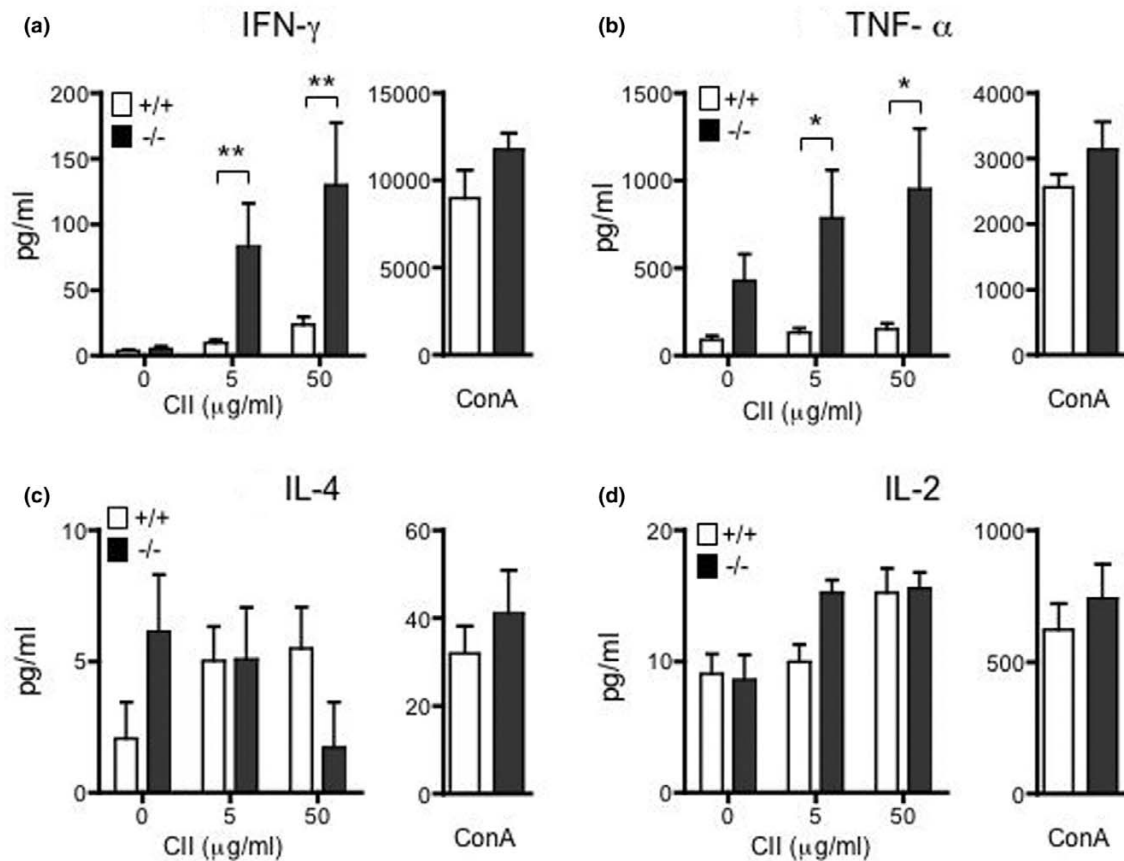 (a) IFN-γ
200
150
100
50
0
pg/ml
+/+
-/-
**
**
0 5 50
CII (μg/ml)
15000
10000
5000
0
ConA
(b) TNF- α
1500
1000
500
0
pg/ml
+/+
-/-
*
*
0 5 50
CII (μg/ml)
4000
3000
2000
1000
0
ConA
(c) IL-4
10
5
0
pg/ml
+/+
-/-
0 5 50
CII (μg/ml)
60
40
20
0
ConA
(d) IL-2
20
10
0
pg/ml
+/+
-/-
0 5 50
CII (μg/ml)
1000
500
0
ConA